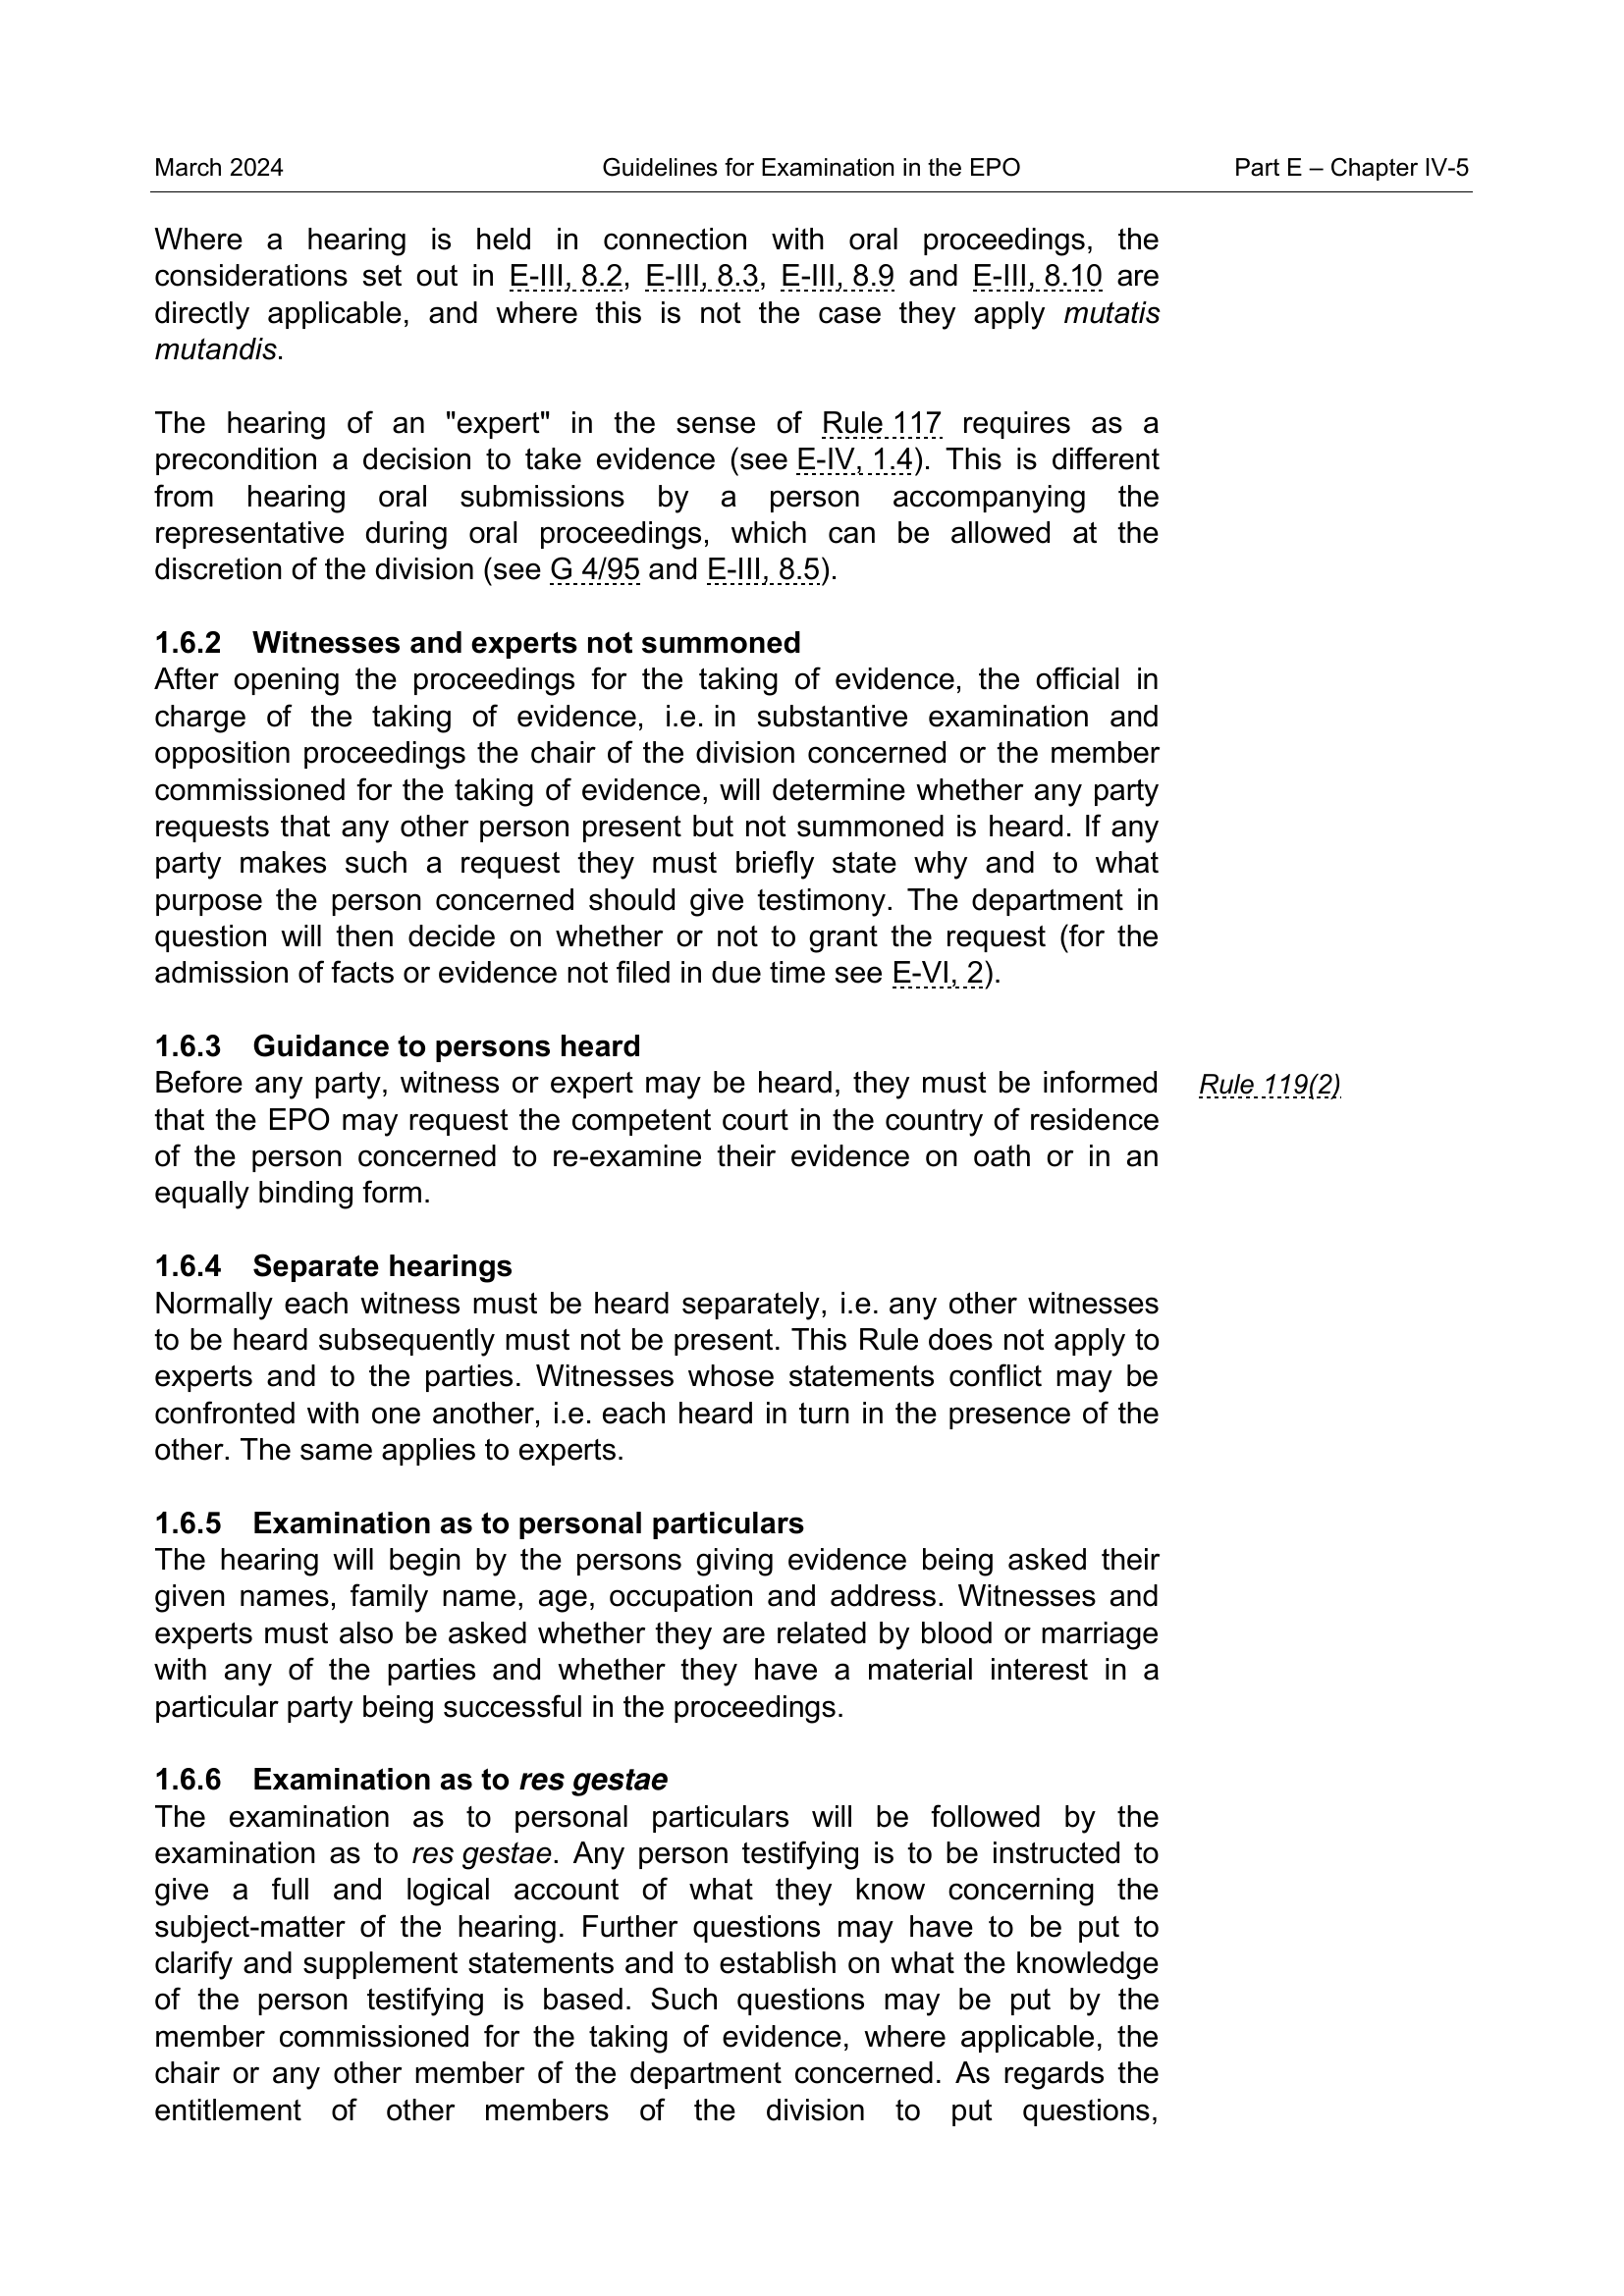 March 2024 Guidelines for Examination in the EPO Part E – Chapter IV-5
Where a hearing is held in connection with oral proceedings, the
considerations set out in E-III, 8.2, E-III, 8.3, E-III, 8.9 and E-III, 8.10 are
directly applicable, and where this is not the case they apply mutatis
mutandis.
The hearing of an "expert" in the sense of Rule 117 requires as a
precondition a decision to take evidence (see E-IV, 1.4). This is different
from hearing oral submissions by a person accompanying the
representative during oral proceedings, which can be allowed at the
discretion of the division (see G 4/95 and E-III, 8.5).
1.6.2 Witnesses and experts not summoned
After opening the proceedings for the taking of evidence, the official in
charge of the taking of evidence, i.e. in substantive examination and
opposition proceedings the chair of the division concerned or the member
commissioned for the taking of evidence, will determine whether any party
requests that any other person present but not summoned is heard. If any
party makes such a request they must briefly state why and to what
purpose the person concerned should give testimony. The department in
question will then decide on whether or not to grant the request (for the
admission of facts or evidence not filed in due time see E-VI, 2).
1.6.3 Guidance to persons heard
Before any party, witness or expert may be heard, they must be informed Rule 119(2)
that the EPO may request the competent court in the country of residence
of the person concerned to re-examine their evidence on oath or in an
equally binding form.
1.6.4 Separate hearings
Normally each witness must be heard separately, i.e. any other witnesses
to be heard subsequently must not be present. This Rule does not apply to
experts and to the parties. Witnesses whose statements conflict may be
confronted with one another, i.e. each heard in turn in the presence of the
other. The same applies to experts.
1.6.5 Examination as to personal particulars
The hearing will begin by the persons giving evidence being asked their
given names, family name, age, occupation and address. Witnesses and
experts must also be asked whether they are related by blood or marriage
with any of the parties and whether they have a material interest in a
particular party being successful in the proceedings.
1.6.6 Examination as to res gestae
The examination as to personal particulars will be followed by the
examination as to res gestae. Any person testifying is to be instructed to
give a full and logical account of what they know concerning the
subject-matter of the hearing. Further questions may have to be put to
clarify and supplement statements and to establish on what the knowledge
of the person testifying is based. Such questions may be put by the
member commissioned for the taking of evidence, where applicable, the
chair or any other member of the department concerned. As regards the
entitlement of other members of the division to put questions,